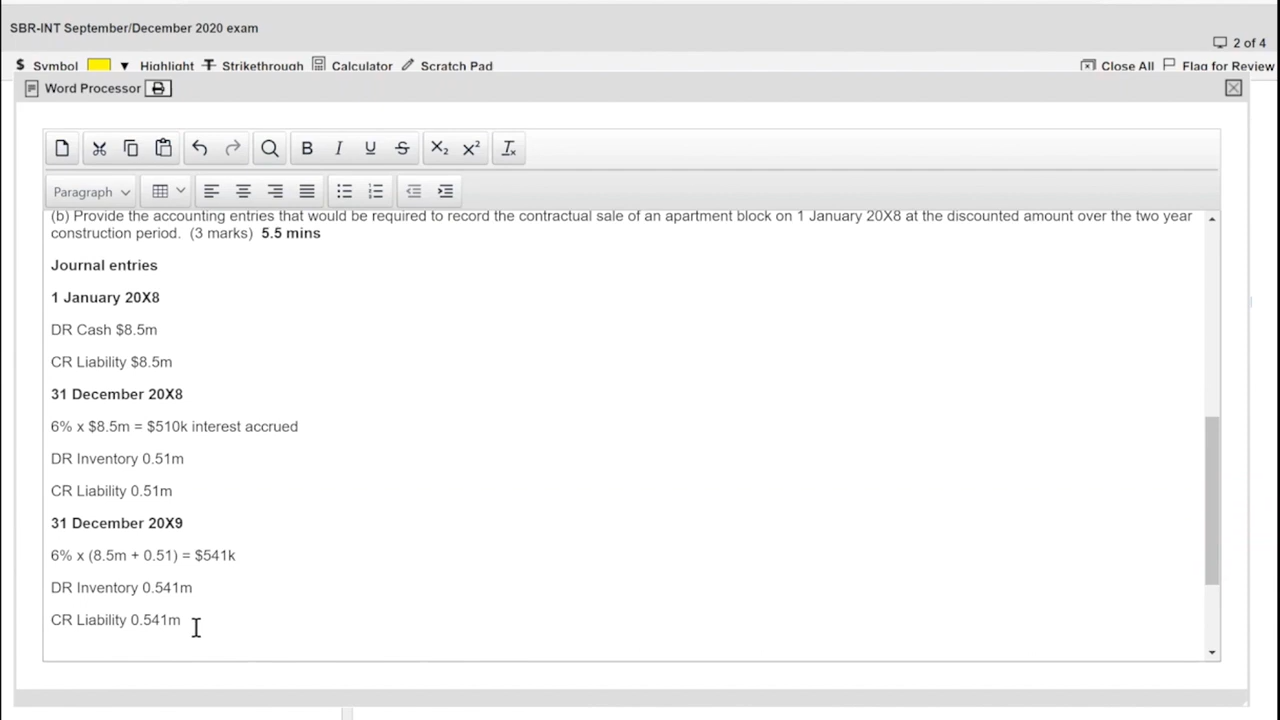 SBR-INT September/December 2020 exam
2 of 4
$ Symbol Highlight T Strikethrough Calculator Scratch Pad Close All Flag for Review
Word Processor
B I U S X₂ X² Tx
Paragraph
(b) Provide the accounting entries that would be required to record the contractual sale of an apartment block on 1 January 20X8 at the discounted amount over the two year
construction period. (3 marks) 5.5 mins
Journal entries
1 January 20X8
DR Cash $8.5m
CR Liability $8.5m
31 December 20X8
6% x $8.5m = $510k interest accrued
DR Inventory 0.51m
CR Liability 0.51m
31 December 20X9
6% x (8.5m + 0.51) = $541k
DR Inventory 0.541m
CR Liability 0.541m